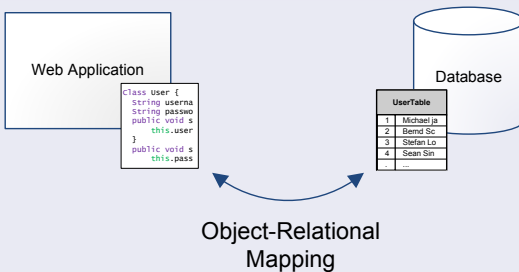 Web Application
Class User {
String userna
String passwo
public void s
this.user
}
public void s
this.pass
Database
UserTable
1 Michael ja
2 Bernd Sc
3 Stefan Lo
4 Sean Sin
. ...
Object-Relational
Mapping